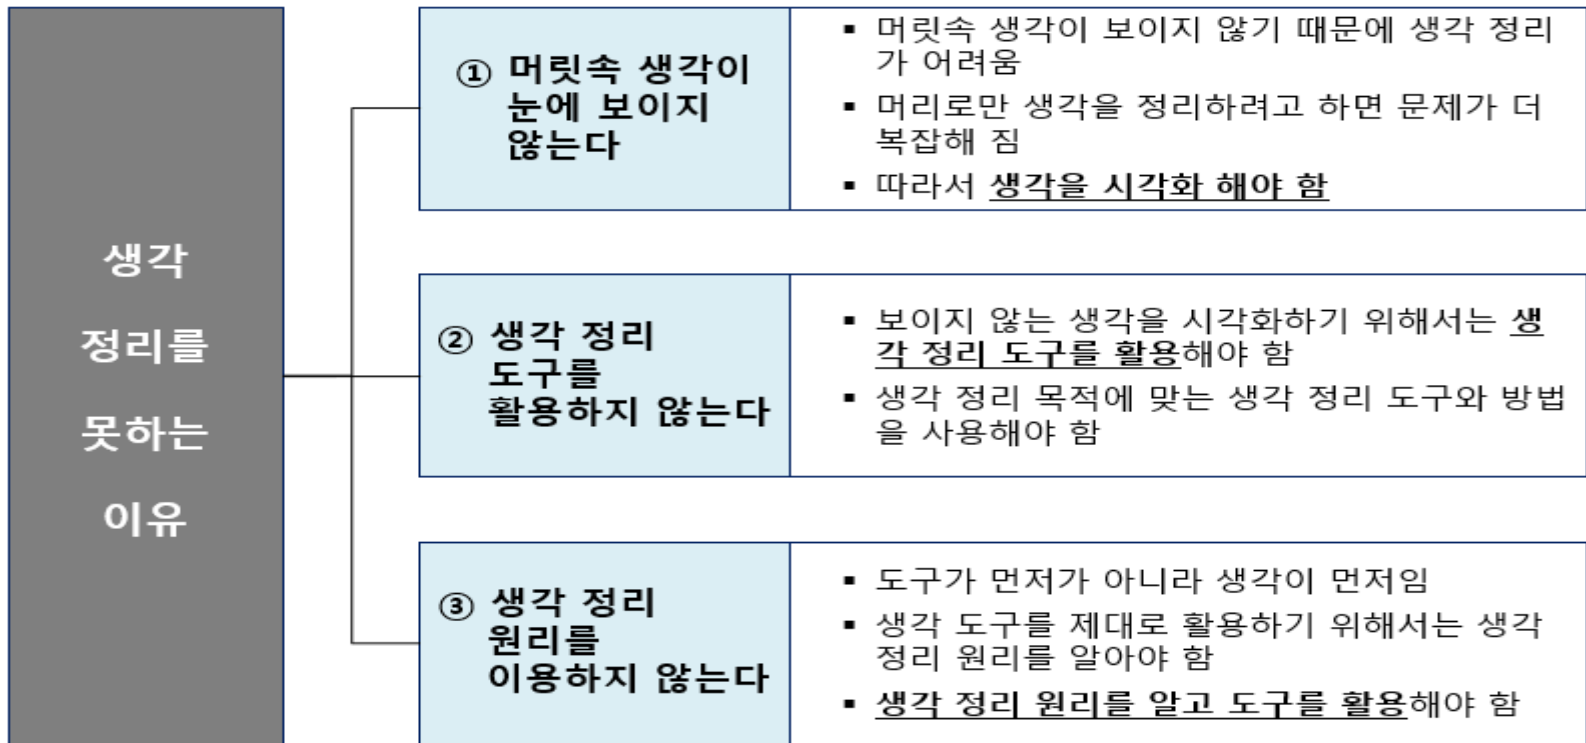 생각
정리를
못하는
이유
① 머릿속 생각이
눈에 보이지
않는다
▪ 머릿속 생각이 보이지 않기 때문에 생각 정리
가 어려움
▪ 머리로만 생각을 정리하려고 하면 문제가 더
복잡해 짐
▪ 따라서 생각을 시각화 해야 함
② 생각 정리
도구를
활용하지 않는다
▪ 보이지 않는 생각을 시각화하기 위해서는 생
각 정리 도구를 활용해야 함
▪ 생각 정리 목적에 맞는 생각 정리 도구와 방법
을 사용해야 함
③ 생각 정리
원리를
이용하지 않는다
▪ 도구가 먼저가 아니라 생각이 먼저임
▪ 생각 도구를 제대로 활용하기 위해서는 생각
정리 원리를 알아야 함
▪ 생각 정리 원리를 알고 도구를 활용해야 함